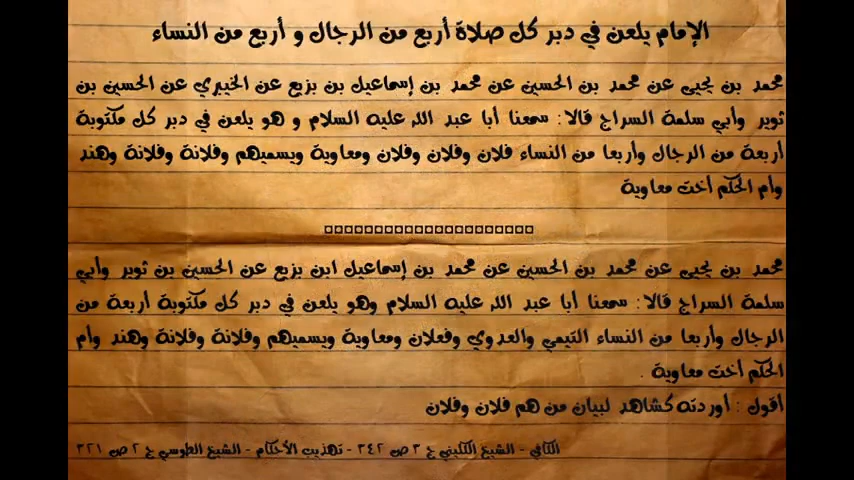 الإمام يلعن في دبر كل صلاة أربع من الرجال و أربع من النساء
محمد بن يحيى عن محمد بن الحسين عن محمد بن إسماعيل بن بزيع عن الخيبري عن الحسين بن
ثوير وأبي سلمة السراج قالا: سمعنا أبا عبد الله عليه السلام و هو يلعن في دبر كل مكتوبة
أربعة من الرجال وأربعا من النساء فلان وفلان وفلان ومعاوية ويسميهم وفلانة وفلانة وهند
وأم الحكم أخت معاوية
محمد بن يحيى عن محمد بن الحسين عن محمد بن إسماعيل ابن بزيع عن الحسين بن ثوير وأبي
سلمة السراج قالا: سمعنا أبا عبد الله عليه السلام وهو يلعن في دبر كل مكتوبة أربعة من
الرجال وأربعا من النساء التيمي والعدوي وفعلان ومعاوية ويسميهم وفلانة وفلانة وهند وأم
الحكم أخت معاوية .
أقول : أوردته كشاهد لبيان من هم فلان وفلان
الكافي - الشيخ الكليني ج ٣ ص ٣٤٢ - تهذيب الأحكام - الشيخ الطوسي ج ٢ ص ٣٢١